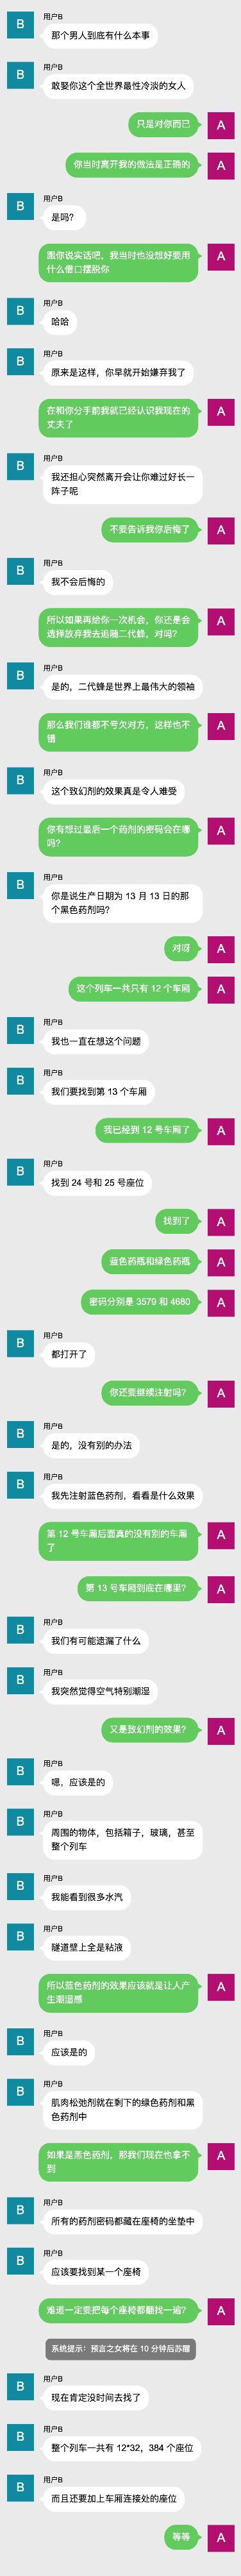 用户B
B
那个男人到底有什么本事
用户B
B
敢娶你这个全世界最性冷淡的女人
只是对你而已
A
你当时离开我的做法是正确的
A
用户B
B
是吗？
跟你说实话吧，我当时也没想好要用
什么借口摆脱你
A
用户B
B
哈哈
用户B
B
原来是这样，你早就开始嫌弃我了
在和你分手前我就已经认识我现在的
丈夫了
A
用户B
B
我还担心突然离开会让你难过好长一
阵子呢
不要告诉我你后悔了
A
用户B
B
我不会后悔的
所以如果再给你一次机会，你还是会
选择放弃我去追随二代蜂，对吗？
A
用户B
B
是的，二代蜂是世界上最伟大的领袖
那么我们谁都不亏欠对方，这样也不
错
A
用户B
B
这个致幻剂的效果真是令人难受
你有想过最后一个药剂的密码会在哪
吗？
A
用户B
B
你是说生产日期为 13 月 13 日的那
个黑色药剂吗？
对呀
A
这个列车一共只有 12 个车厢
A
用户B
B
我也一直在想这个问题
用户B
B
我们要找到第 13 个车厢
我已经到 12 号车厢了
A
用户B
B
找到 24 号和 25 号座位
找到了
A
蓝色药瓶和绿色药瓶
A
密码分别是 3579 和 4680
A
用户B
B
都打开了
你还要继续注射吗？
A
用户B
B
是的，没有别的办法
用户B
B
我先注射蓝色药剂，看看是什么效果
第 12 号车厢后面真的没有别的车厢
了
A
第 13 号车厢到底在哪里？
A
用户B
B
我们有可能遗漏了什么
用户B
B
我突然觉得空气特别潮湿
又是致幻剂的效果？
A
用户B
B
嗯，应该是的
用户B
B
周围的物体，包括箱子，玻璃，甚至
整个列车
用户B
B
我能看到很多水汽
用户B
B
隧道壁上全是粘液
所以蓝色药剂的效果应该就是让人产
生潮湿感
A
用户B
B
应该是的
用户B
B
肌肉松弛剂就在剩下的绿色药剂和黑
色药剂中
如果是黑色药剂，那我们现在也拿不
到
A
用户B
B
所有的药剂密码都藏在座椅的坐垫中
用户B
B
应该要找到某一个座椅
难道一定要把每个座椅都翻找一遍？
A
系统提示：预言之女将在 10 分钟后苏醒
用户B
B
现在肯定没时间去找了
用户B
B
整个列车一共有 12*32，384 个座位
用户B
B
而且还要加上车厢连接处的座位
等等
A